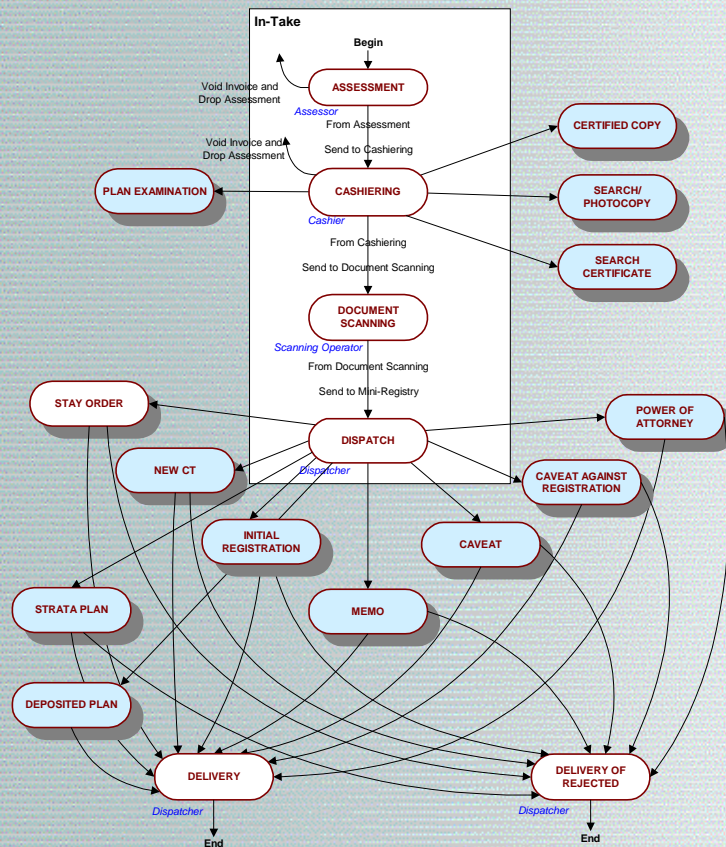 In-Take
Begin
ASSESSMENT
Void Invoice and
Drop Assessment
Assessor
From Assessment
Send to Cashiering
Void Invoice and
Drop Assessment
CERTIFIED COPY
PLAN EXAMINATION
CASHIERING
SEARCH/
PHOTOCOPY
Cashier
From Cashiering
Send to Document Scanning
SEARCH
CERTIFICATE
DOCUMENT
SCANNING
Scanning Operator
From Document Scanning
Send to Mini-Registry
STAY ORDER
POWER OF
ATTORNEY
DISPATCH
Dispatcher
NEW CT
CAVEAT AGAINST
REGISTRATION
INITIAL
REGISTRATION
CAVEAT
STRATA PLAN
MEMO
DEPOSITED PLAN
DELIVERY
DELIVERY OF
REJECTED
Dispatcher
Dispatcher
End
End